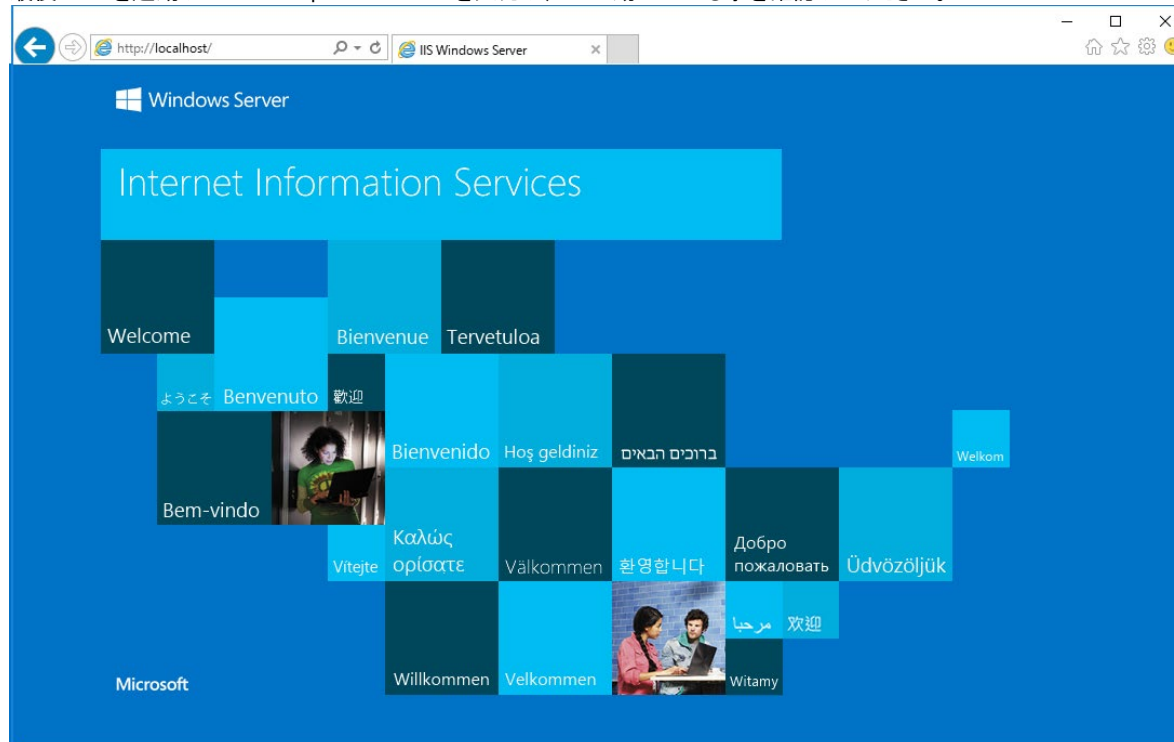 http://localhost/
IIS Windows Server
Windows Server
Internet Information Services
Welcome
Bienvenue
Tervetuloa
ようこそ
Benvenuto
歡迎
Bienvenido
Hoş geldiniz
ברוכים הבאים
Welkom
Bem-vindo
Vítejte
Καλώς
ορίσατε
Välkommen
환영합니다
Добро
пожаловать
Üdvözöljük
مرحبا
欢迎
Microsoft
Willkommen
Velkommen
Witamy